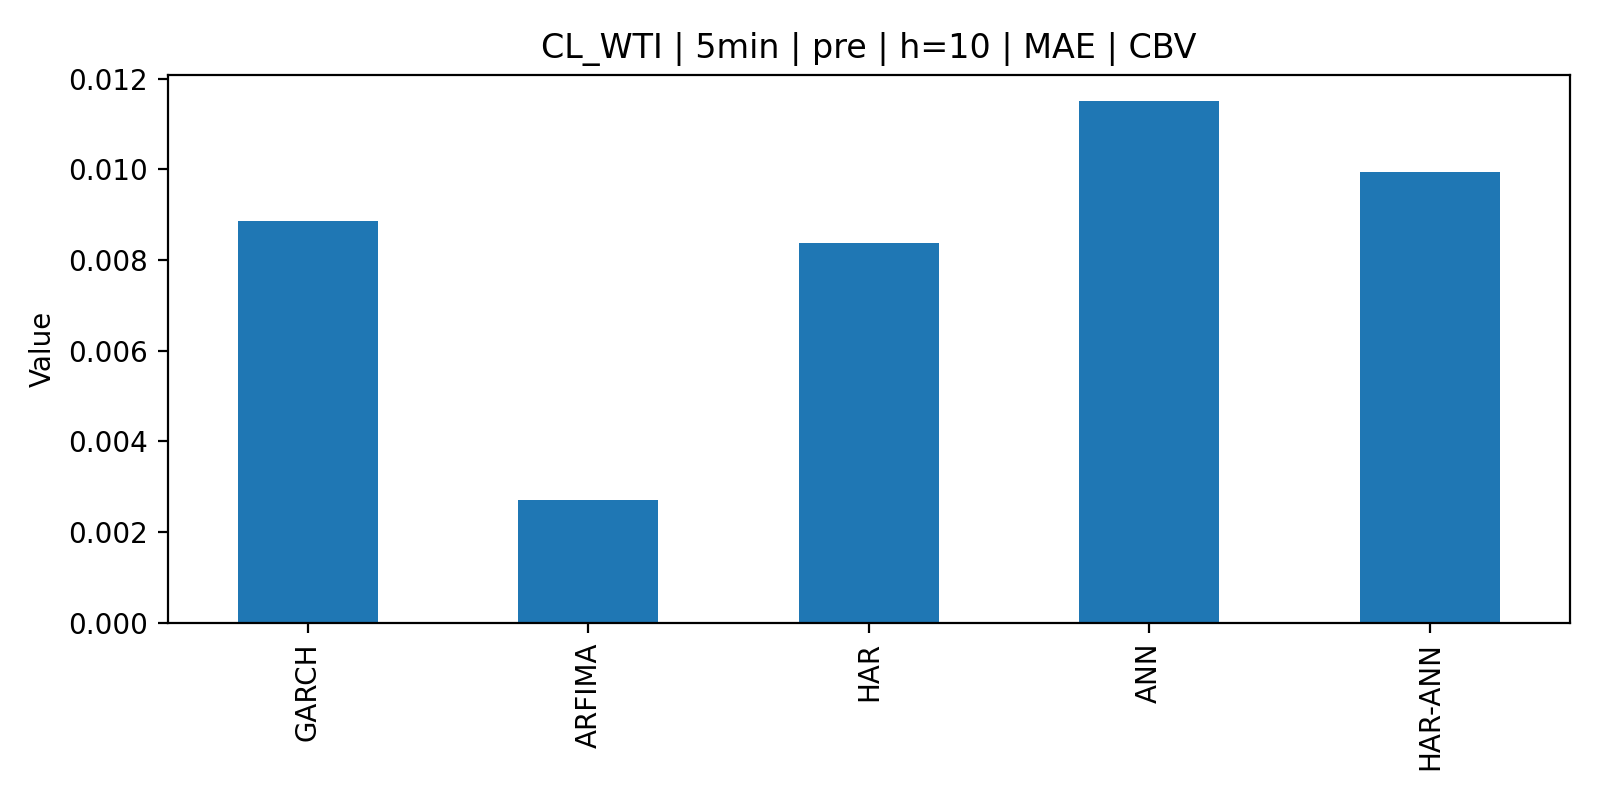 CL_WTI | 5min | pre | h=10 | MAE | CBV
Value
0.012
0.010
0.008
0.006
0.004
0.002
0.000
GARCH
ARFIMA
HAR
ANN
HAR-ANN